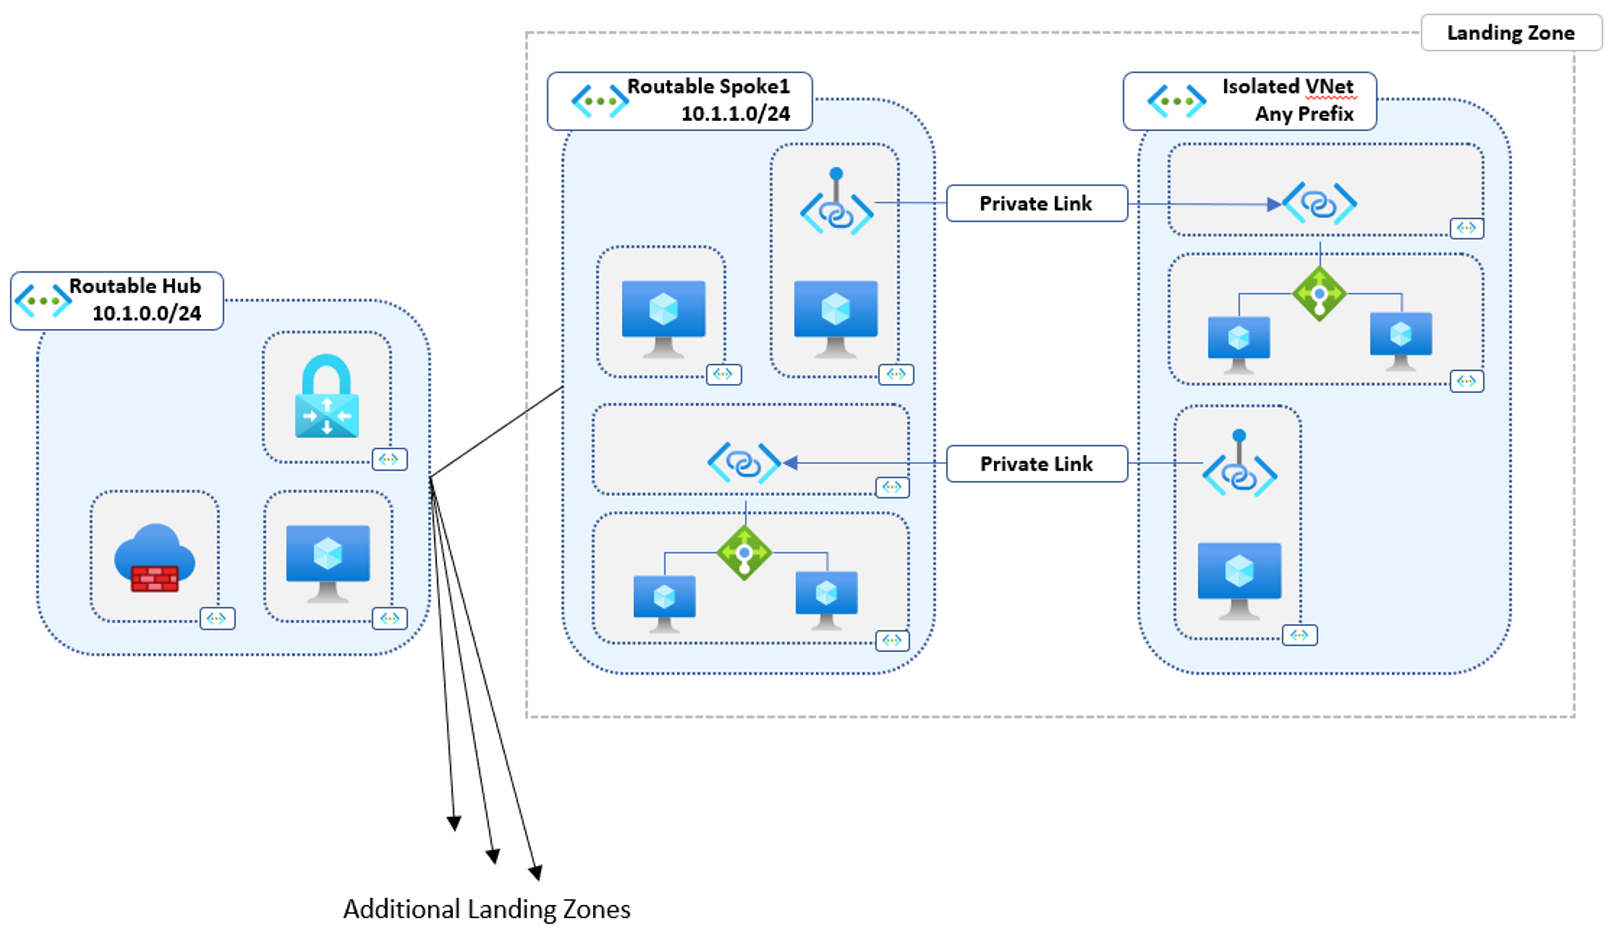 Landing Zone
Routable Spoke1
10.1.1.0/24
Isolated VNet
Any Prefix
Private Link
Routable Hub
10.1.0.0/24
Private Link
Additional Landing Zones